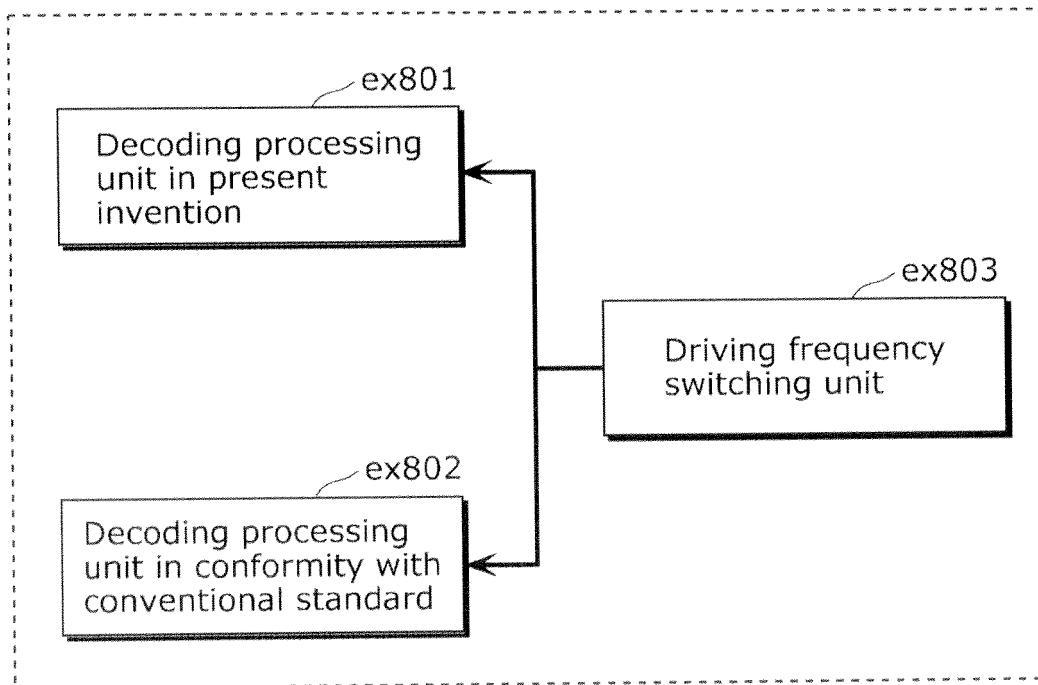 ex801
Decoding processing
unit in present
invention
ex803
Driving frequency
switching unit
ex802
Decoding processing
unit in conformity with
conventional standard